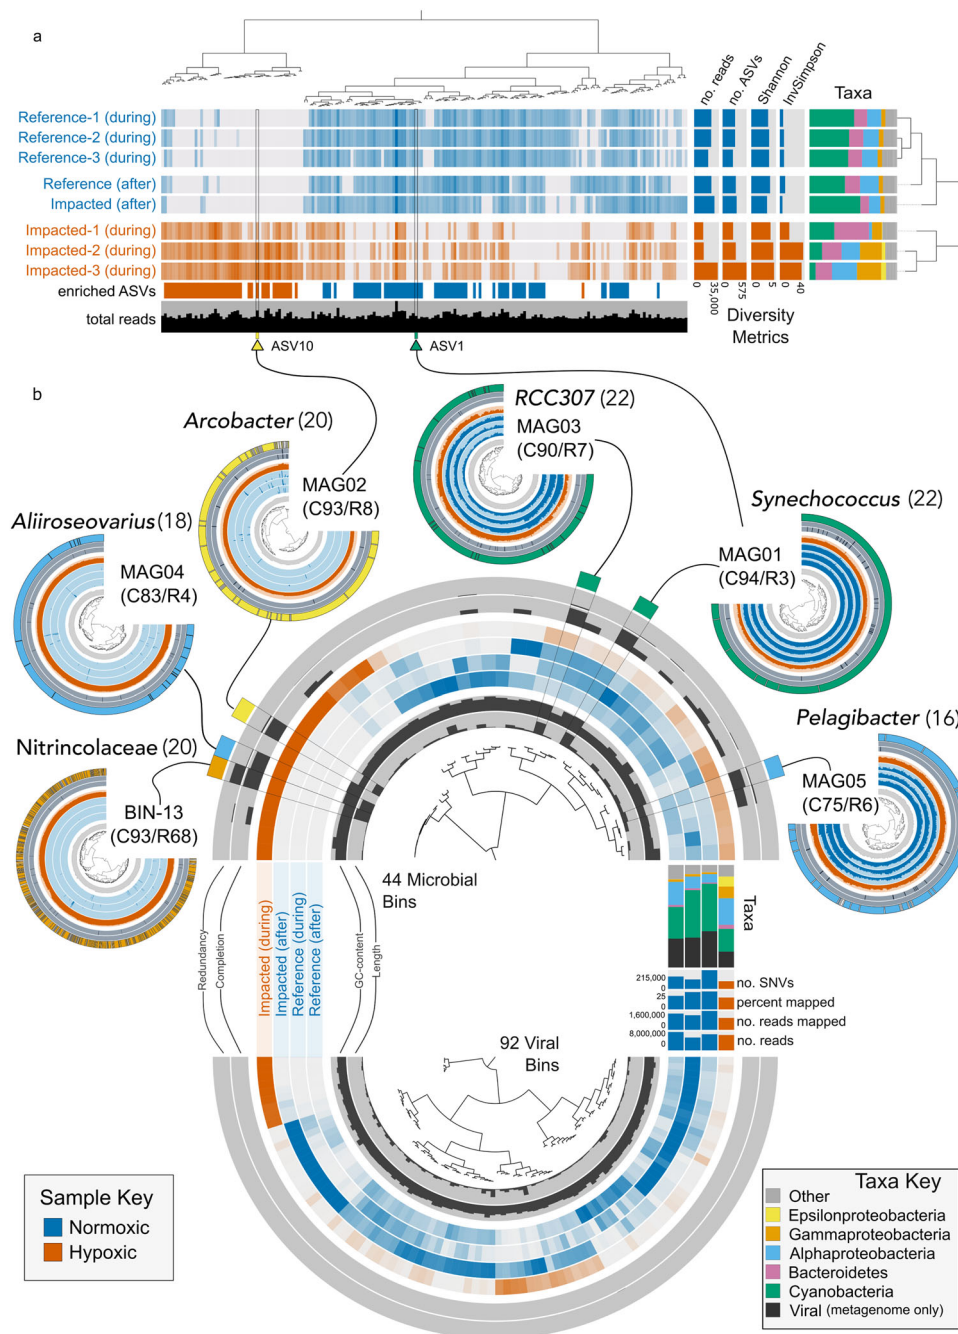 a
no. reads
no. ASVs
Shannon
InvSimpson
Taxa
Reference-1 (during)
Reference-2 (during)
Reference-3 (during)
Reference (after)
Impacted (after)
Impacted-1 (during)
Impacted-2 (during)
Impacted-3 (during)
enriched ASVs
total reads
0
35,000
0
575
0
5
0
40
Diversity
Metrics
ASV10
ASV1
b
Arcobacter (20)
MAG02
(C93/R8)
RCC307 (22)
MAG03
(C90/R7)
Synechococcus (22)
MAG01
(C94/R3)
Aliiroseovarius (18)
MAG04
(C83/R4)
Nitrincolaceae (20)
BIN-13
(C93/R68)
Pelagibacter (16)
MAG05
(C75/R6)
44 Microbial
Bins
Redundancy
Completion
Impacted (during)
Impacted (after)
Reference (during)
Reference (after)
GC-content
Length
Taxa
215,000
0
no. SNVs
25
0
percent mapped
1,600,000
0
no. reads mapped
8,000,000
0
no. reads
92 Viral
Bins
Sample Key
Normoxic
Hypoxic
Taxa Key
Other
Epsilonproteobacteria
Gammaproteobacteria
Alphaproteobacteria
Bacteroidetes
Cyanobacteria
Viral (metagenome only)